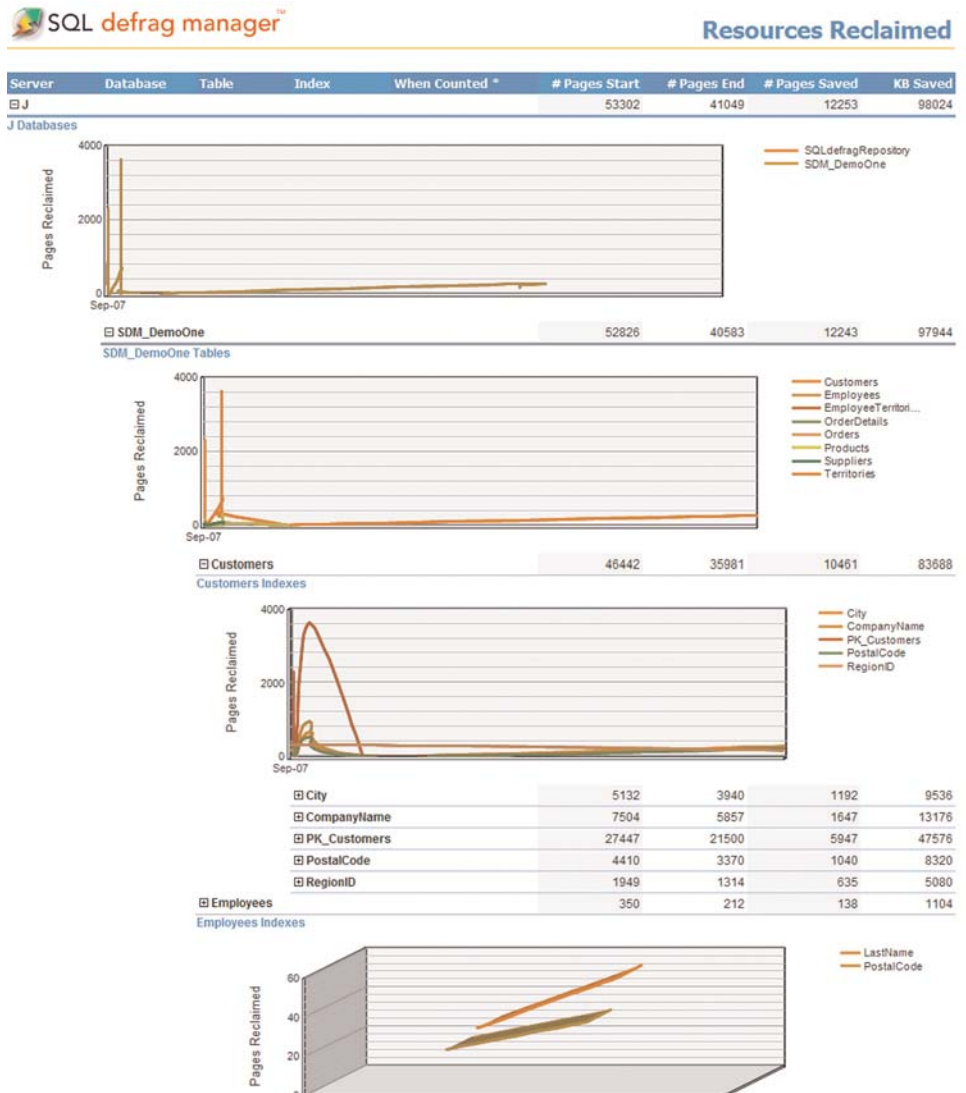 SQL defrag manager™
Resources Reclaimed
Server Database Table Index When Counted * # Pages Start # Pages End # Pages Saved KB Saved
J 53302 41049 12253 98024
J Databases
4000
2000
0
Pages Reclaimed
Sep-07
SQLdefragRepository
SDM_DemoOne
SDM_DemoOne 52826 40583 12243 97944
SDM_DemoOne Tables
4000
2000
0
Pages Reclaimed
Sep-07
Customers
Employees
EmployeeTerritori...
OrderDetails
Orders
Products
Suppliers
Territories
Customers 46442 35981 10461 83688
Customers Indexes
4000
2000
0
Pages Reclaimed
Sep-07
City
CompanyName
PK_Customers
PostalCode
RegionID
City 5132 3940 1192 9536
CompanyName 7504 5857 1647 13176
PK_Customers 27447 21500 5947 47576
PostalCode 4410 3370 1040 8320
RegionID 1949 1314 635 5080
Employees 350 212 138 1104
Employees Indexes
60
40
20
Pages Reclaimed
LastName
PostalCode